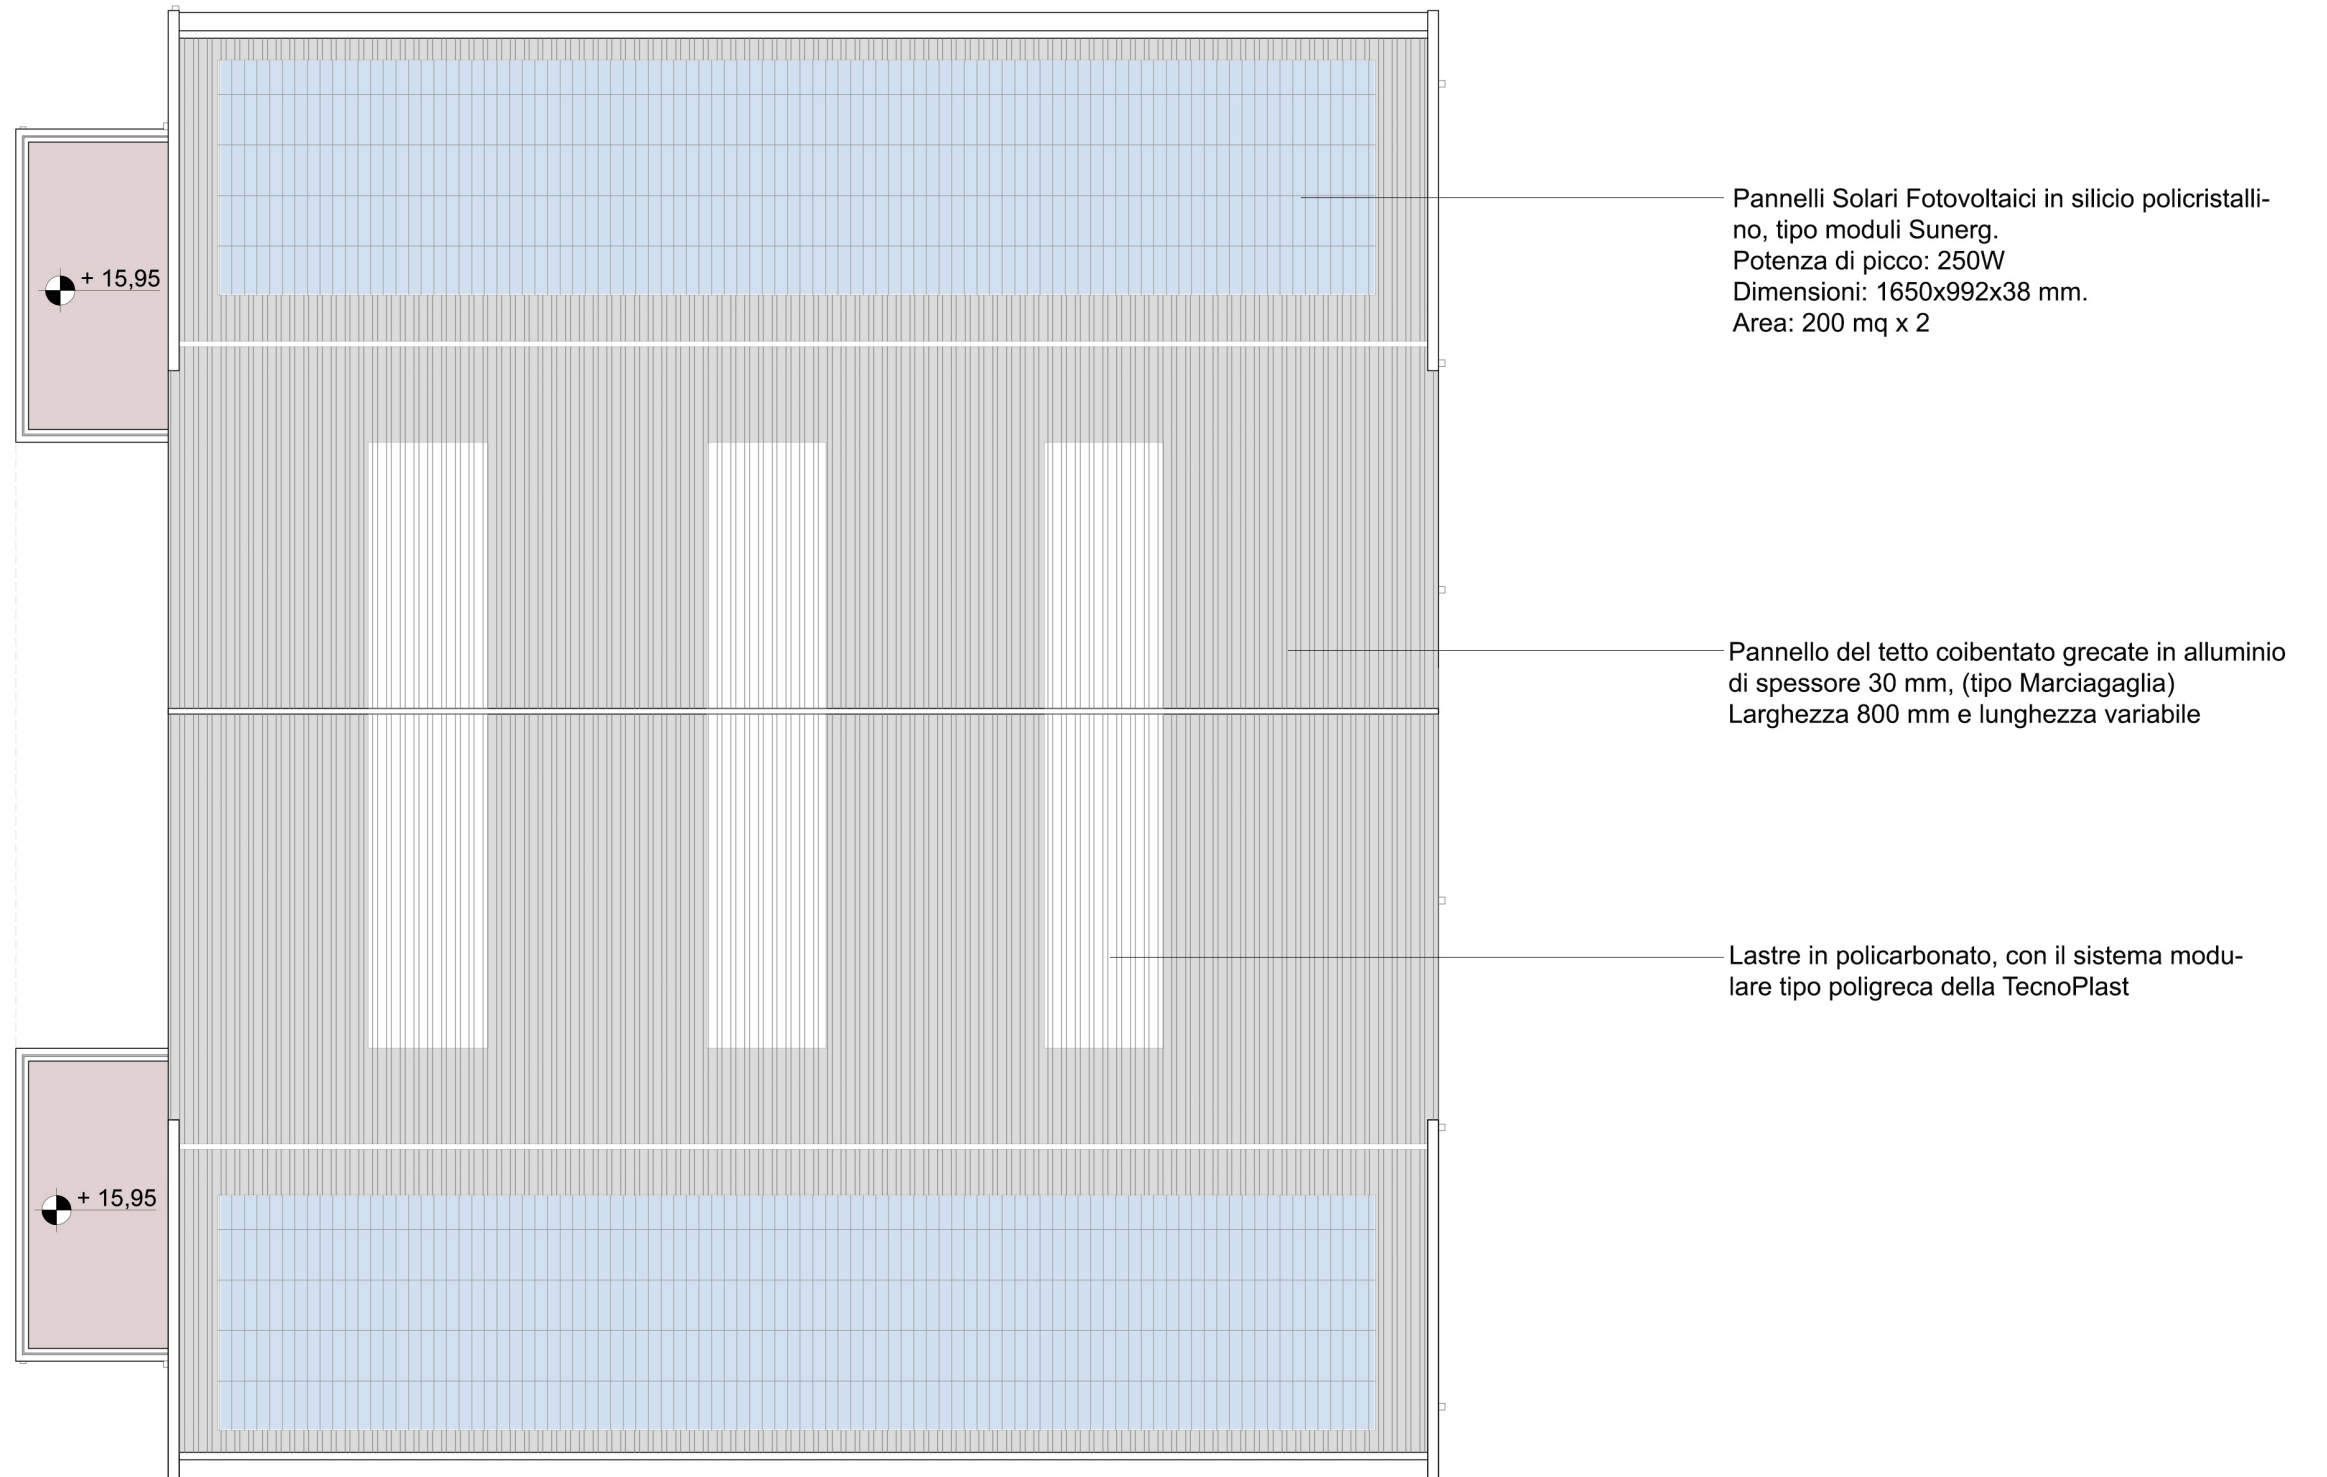 + 15,95
Pannelli Solari Fotovoltaici in silicio policristalli-
no, tipo moduli Sunerg.
Potenza di picco: 250W
Dimensioni: 1650x992x38 mm.
Area: 200 mq x 2
Pannello del tetto coibentato grecate in alluminio
di spessore 30 mm, (tipo Marciagaglia)
Larghezza 800 mm e lunghezza variabile
Lastre in policarbonato, con il sistema modu-
lare tipo poligreca della TecnoPlast
+ 15,95